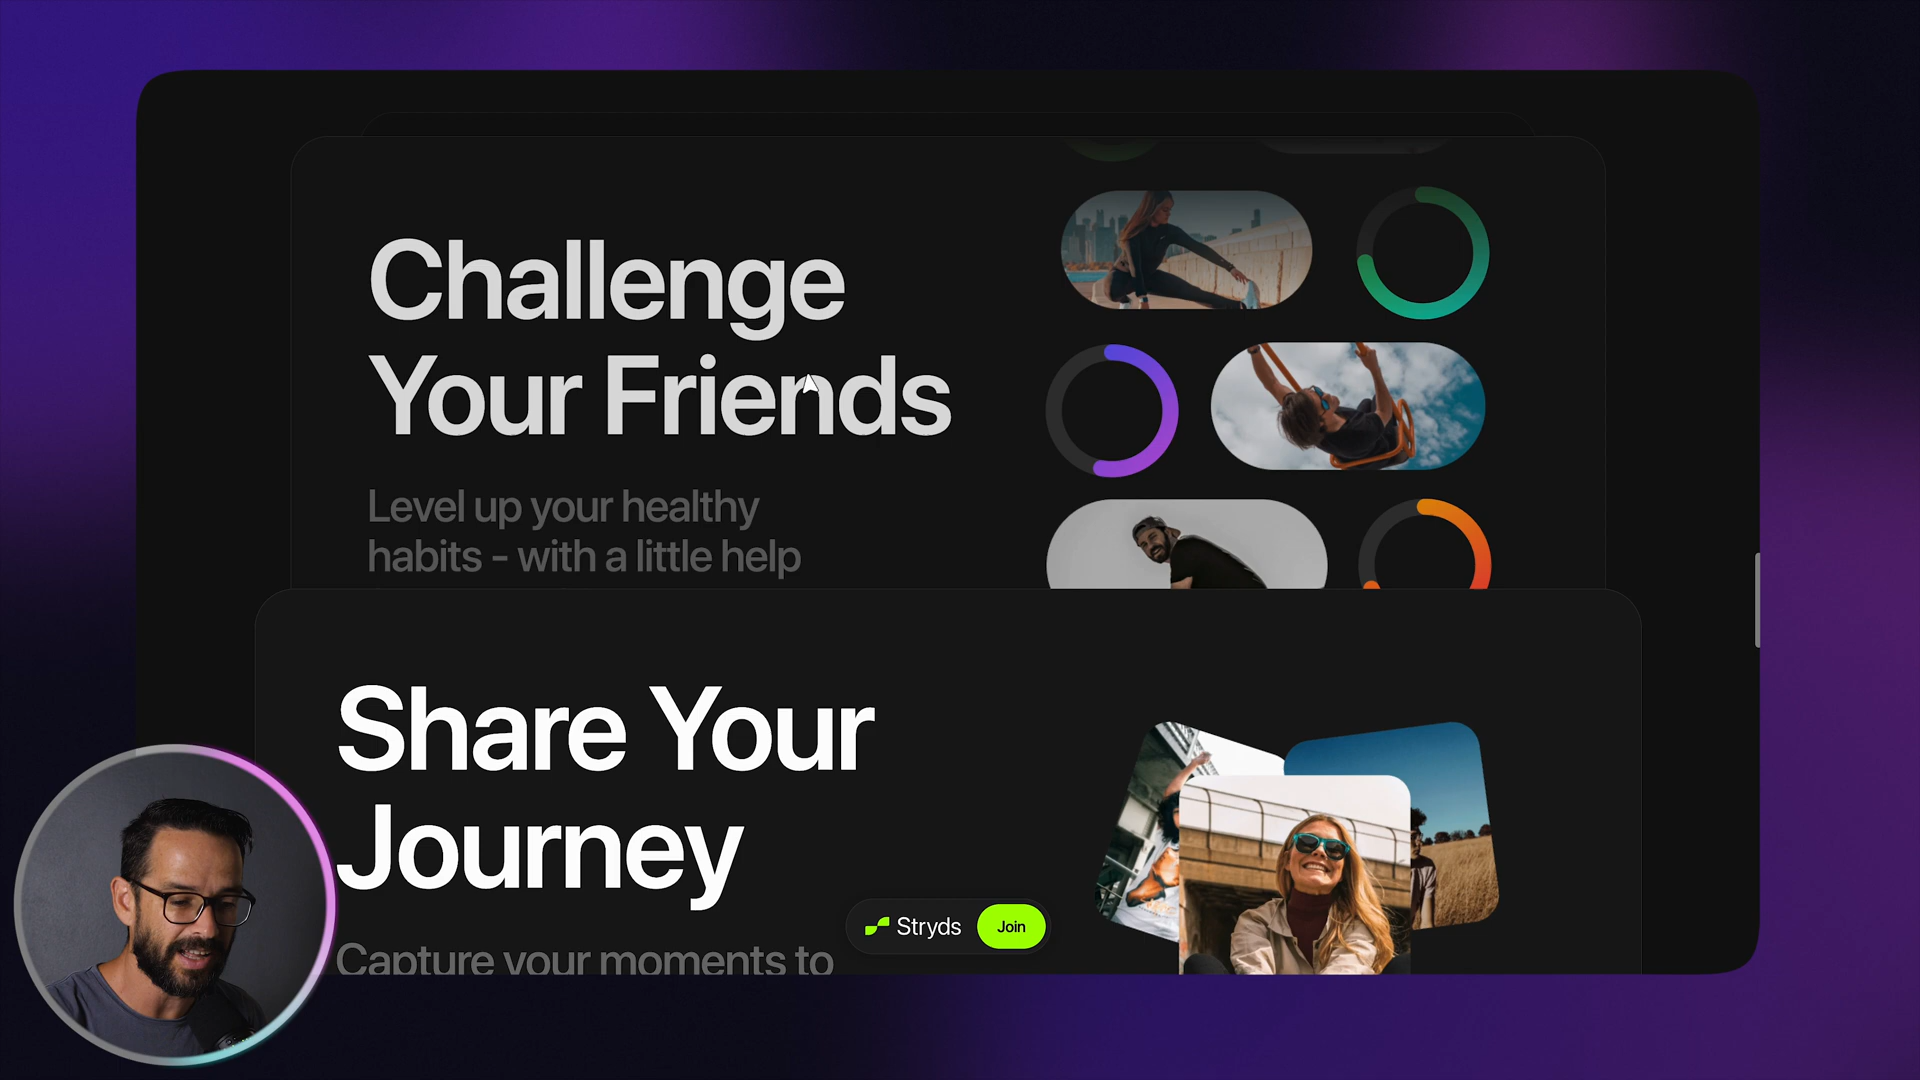 Challenge
Your Friends
Level up your healthy
habits - with a little help
Share Your
Journey
Capture your moments to
Stryds
Join